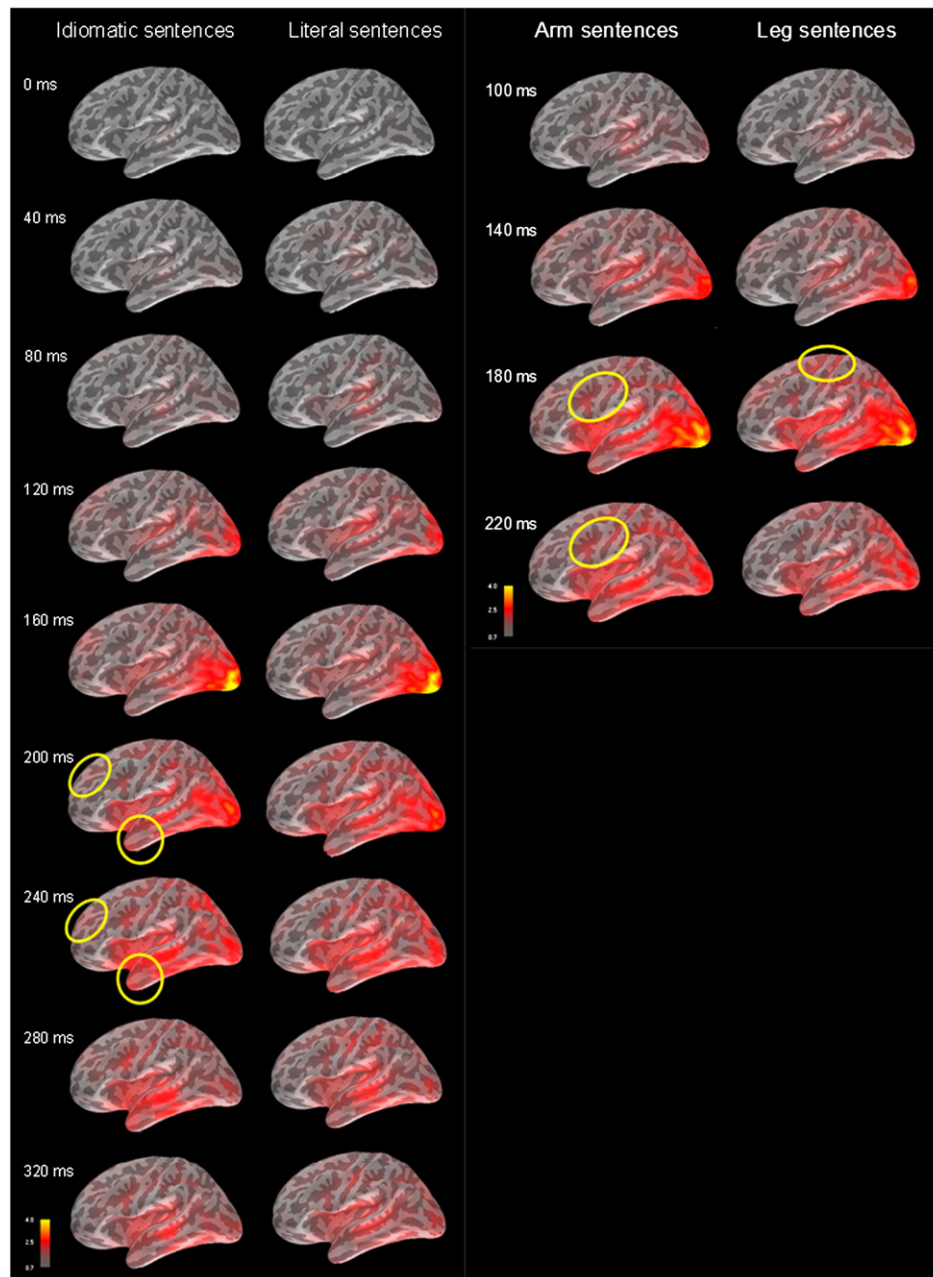 Idiomatic sentences Literal sentences
0 ms
40 ms
80 ms
120 ms
160 ms
200 ms
240 ms
280 ms
320 ms
4.0
2.5
0.7
Arm sentences Leg sentences
100 ms
140 ms
180 ms
220 ms
4.0
2.5
0.7